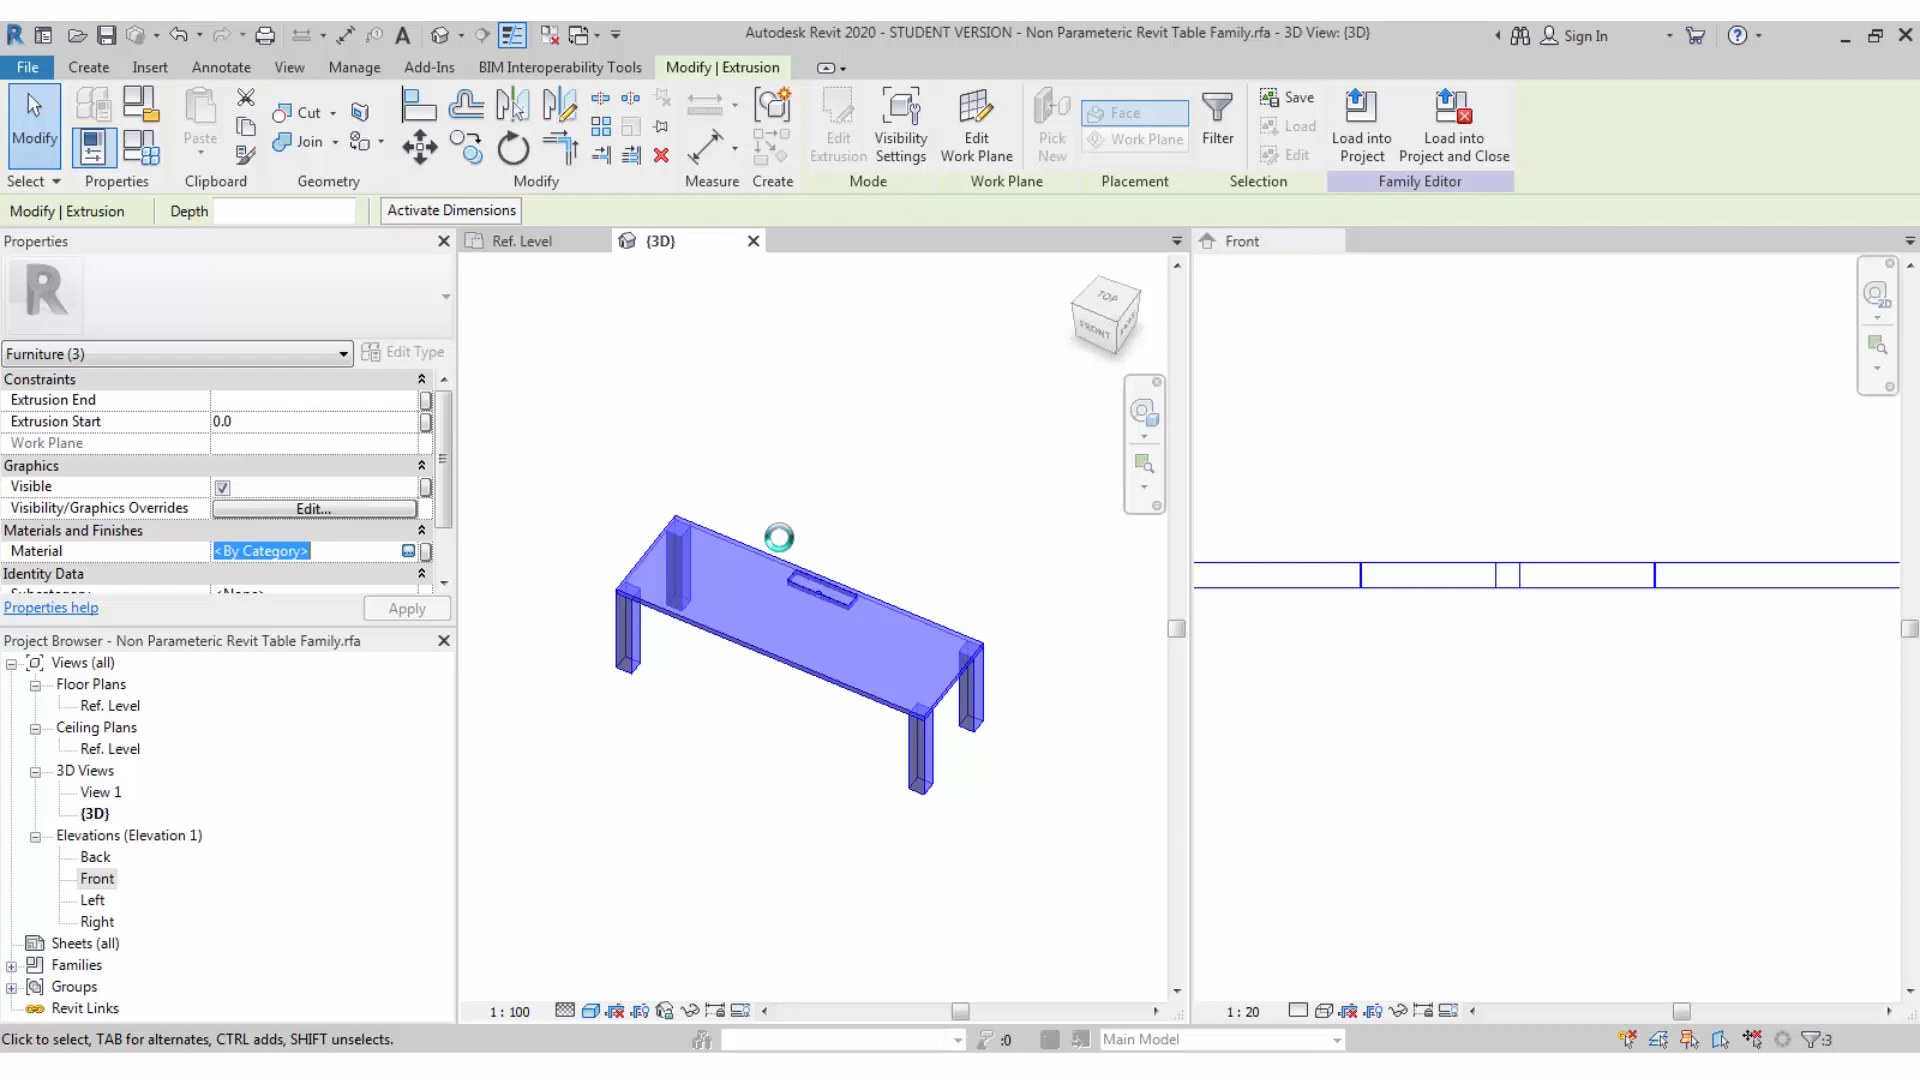 Autodesk Revit 2020 - STUDENT VERSION - Non Parameteric Revit Table Family.rfa - 3D View: {3D}
Sign In
File
Create
Insert
Annotate
View
Manage
Add-Ins
BIM Interoperability Tools
Modify | Extrusion
Modify
Paste
Cut
Join
Edit Extrusion
Visibility Settings
Edit Work Plane
Pick New
Face
Work Plane
Filter
Save
Load
Edit
Load into Project
Load into Project and Close
Select
Properties
Clipboard
Geometry
Modify
Measure
Create
Mode
Work Plane
Placement
Selection
Family Editor
Modify | Extrusion
Depth
Activate Dimensions
Properties
R
Furniture (3)
Edit Type
Constraints
Extrusion End
Extrusion Start 0.0
Work Plane
Graphics
Visible
Visibility/Graphics Overrides Edit...
Materials and Finishes
Material <By Category>
Identity Data
Properties help
Apply
Project Browser - Non Parameteric Revit Table Family.rfa
Views (all)
Floor Plans
Ref. Level
Ceiling Plans
Ref. Level
3D Views
View 1
{3D}
Elevations (Elevation 1)
Back
Front
Left
Right
Sheets (all)
Families
Groups
Revit Links
Ref. Level
{3D}
Front
TOP
FRONT
2D
1 : 100
1 : 20
Click to select, TAB for alternates, CTRL adds, SHIFT unselects.
:0
Main Model
:3